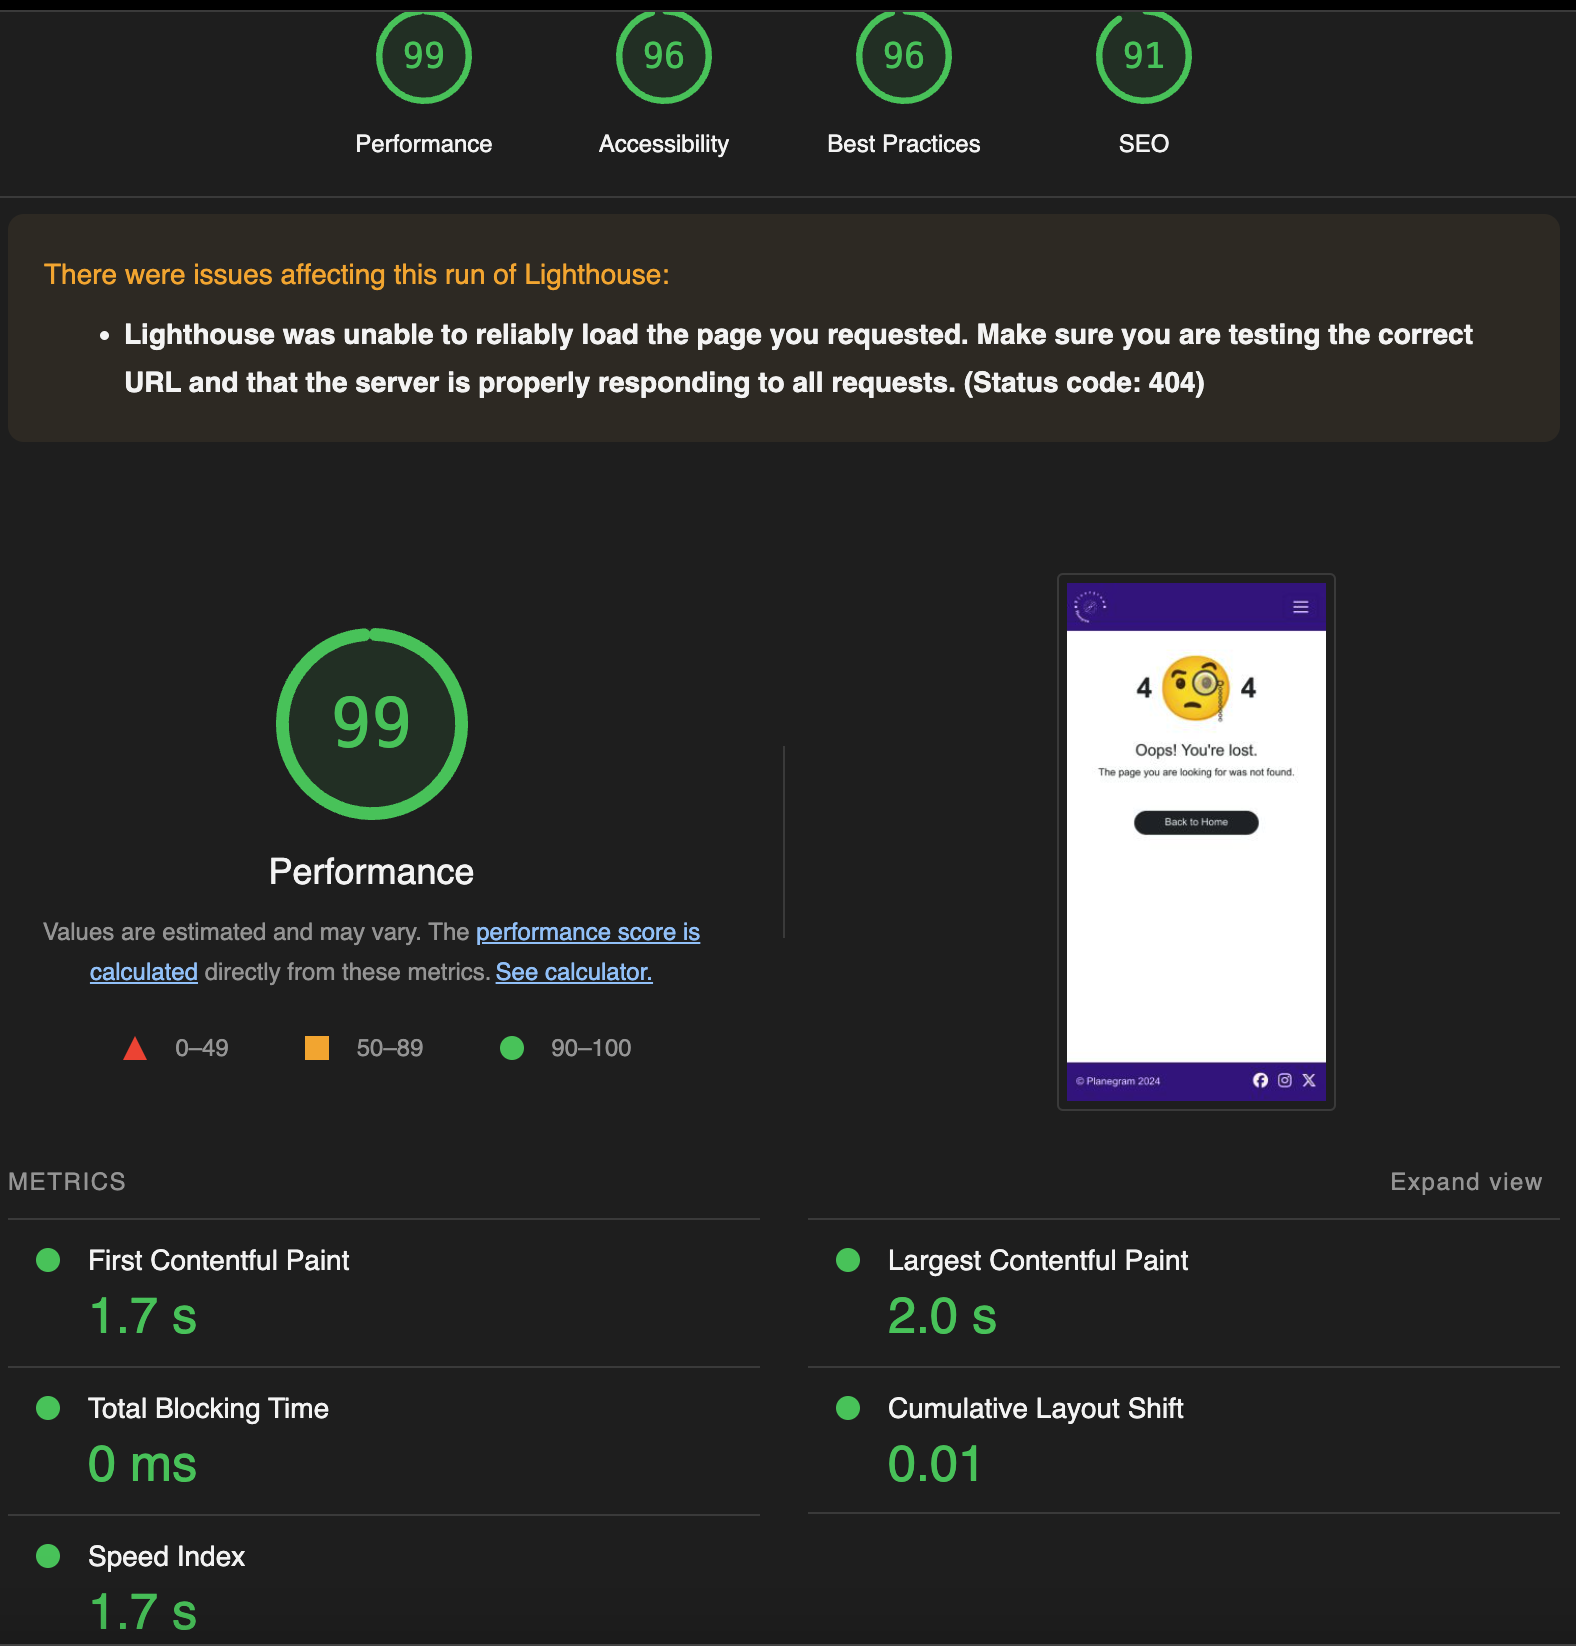 99
96
96
91
Performance
Accessibility
Best Practices
SEO
There were issues affecting this run of Lighthouse:
• Lighthouse was unable to reliably load the page you requested. Make sure you are testing the correct
URL and that the server is properly responding to all requests. (Status code: 404)
99
Performance
Values are estimated and may vary. The performance score is
calculated directly from these metrics. See calculator.
0–49
50–89
90–100
4 4
Oops! You're lost.
The page you are looking for was not found.
Back to Home
© Planegram 2024
METRICS
Expand view
First Contentful Paint
1.7 s
Largest Contentful Paint
2.0 s
Total Blocking Time
0 ms
Cumulative Layout Shift
0.01
Speed Index
1.7 s